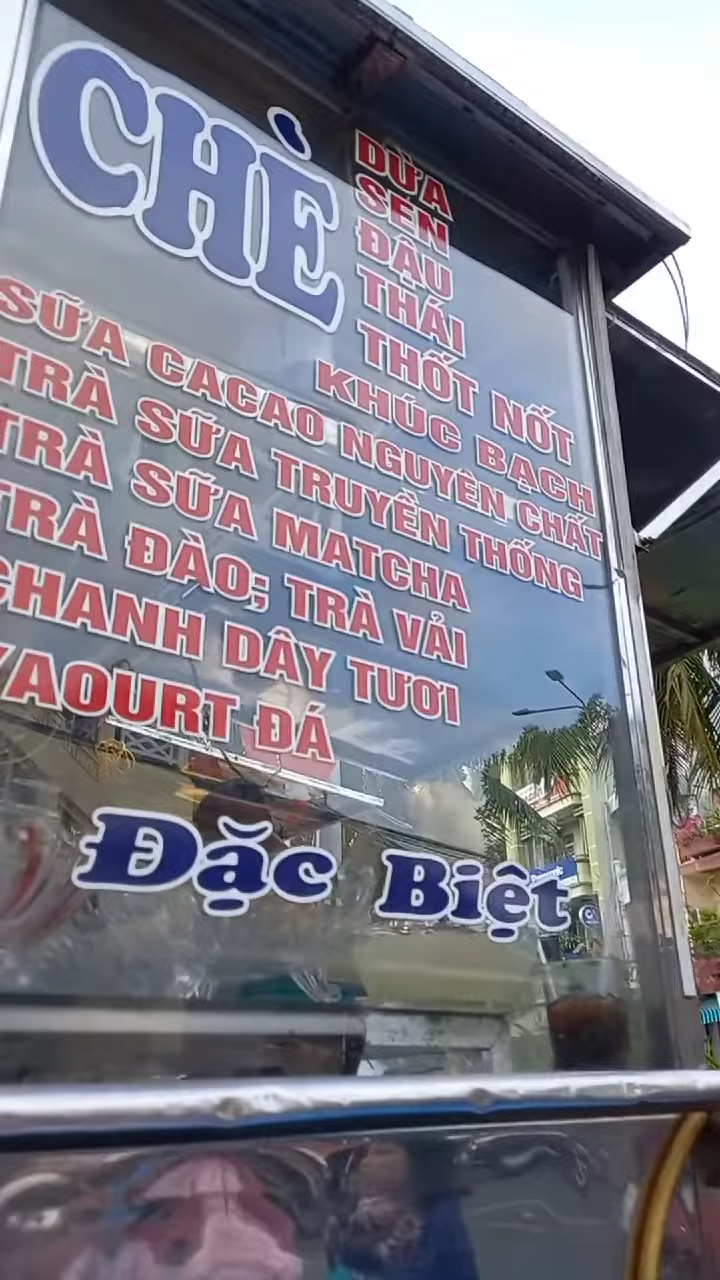 CHÈ
DỪA
SEN
ĐẬU
THÁI
THỐT NỐT
KHÚC BẠCH
SỮA CACAO NGUYÊN CHẤT
TRÀ SỮA TRUYỀN THỐNG
TRÀ SỮA MATCHA
TRÀ ĐÀO; TRÀ VẢI
CHANH DÂY TƯƠI
YAOURT ĐÁ
Đặc Biệt